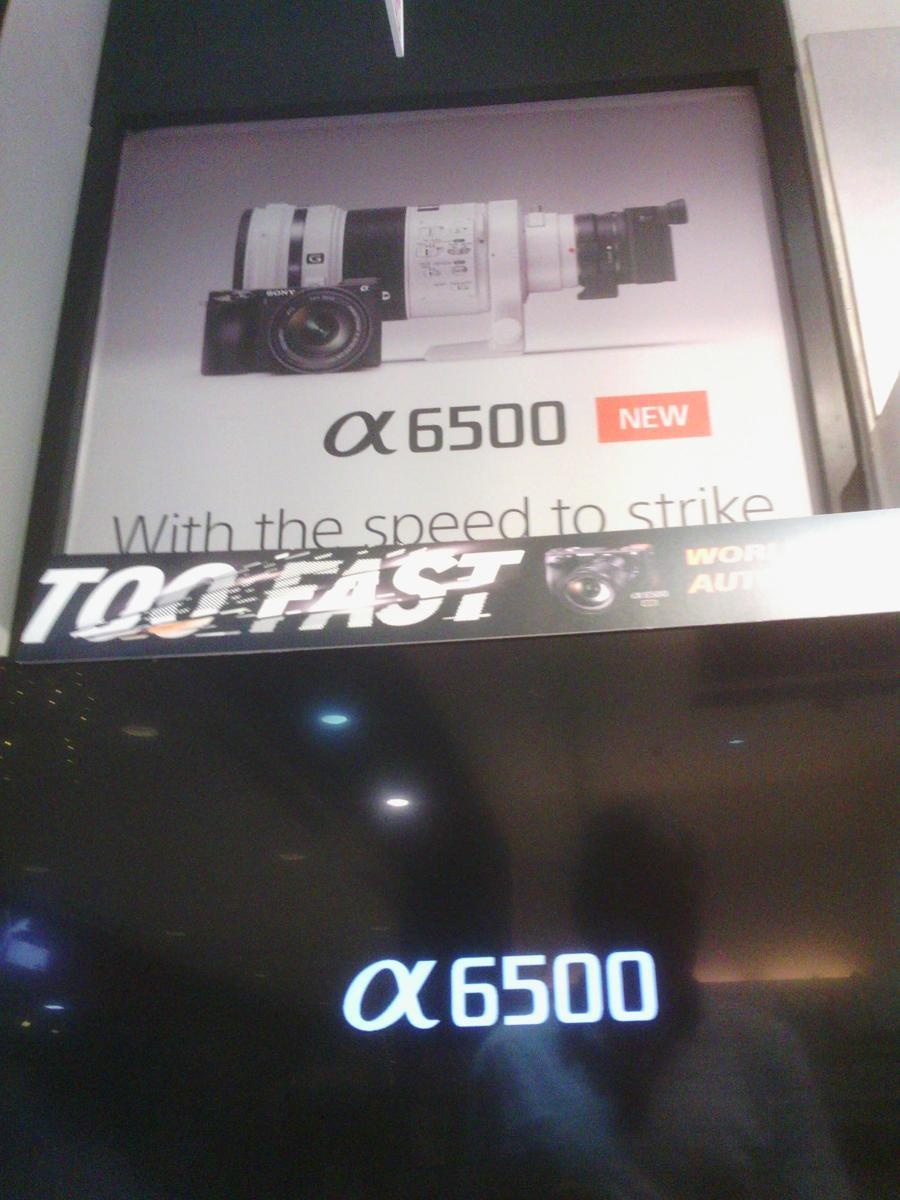 G
SONY α
α6500 NEW
With the speed to strike
TOO FAST
α6500